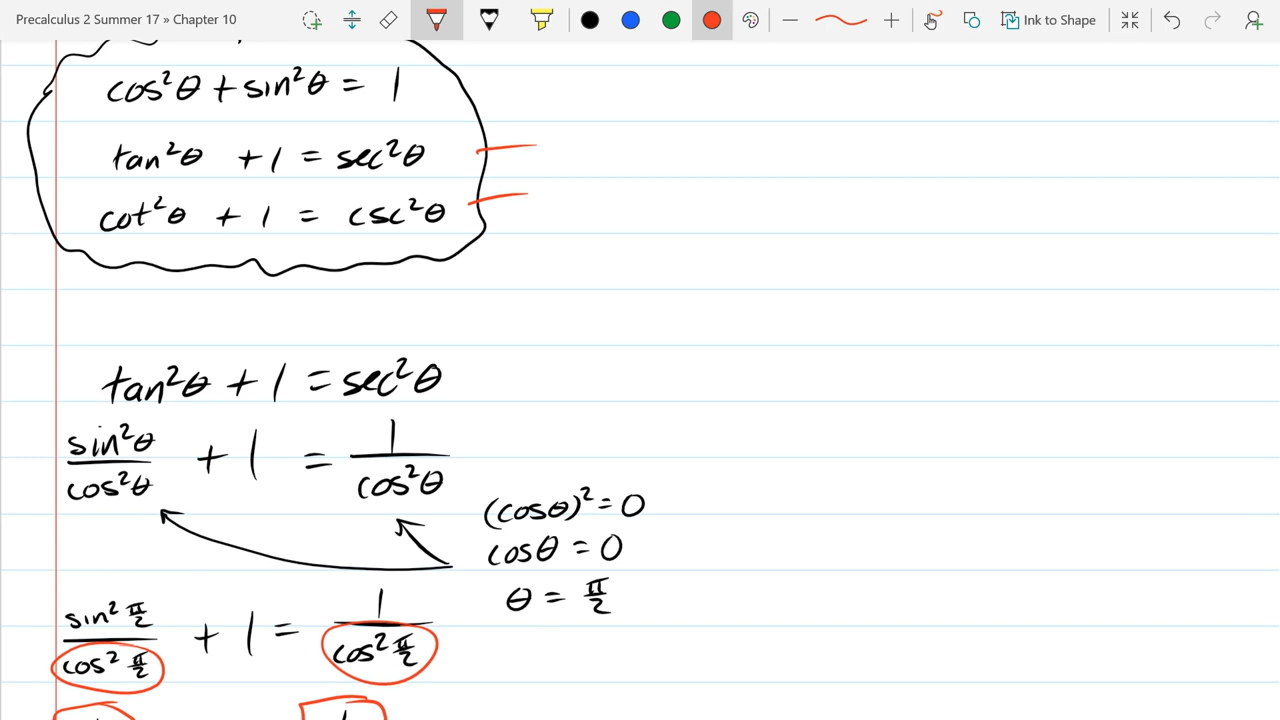 Precalculus 2 Summer 17 » Chapter 10
Ink to Shape
cos²θ + sin²θ = 1
tan²θ + 1 = sec²θ
cot²θ + 1 = csc²θ
tan²θ + 1 = sec²θ
sin²θ/cos²θ + 1 = 1/cos²θ
(cosθ)² = 0
cosθ = 0
θ = π/2
sin² π/2 / cos² π/2 + 1 = 1 / cos² π/2